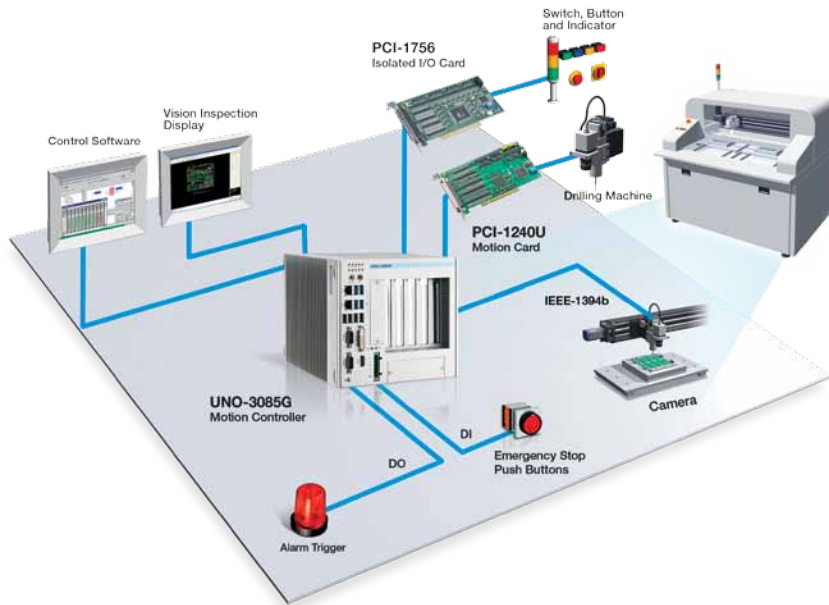 Switch, Button
and Indicator
PCI-1756
Isolated I/O Card
Vision Inspection
Display
Control Software
Drilling Machine
PCI-1240U
Motion Card
IEEE-1394b
UNO-3085G
Motion Controller
Camera
DI
DO
Emergency Stop
Push Buttons
Alarm Trigger